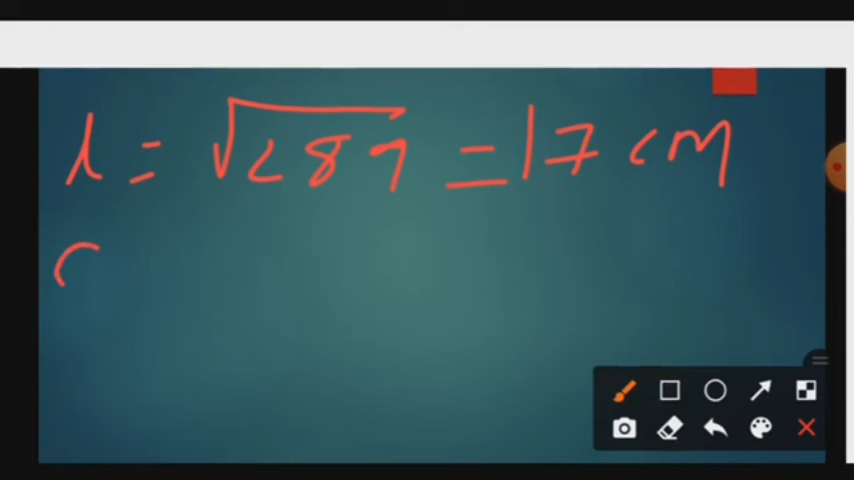 l = √289 = 17 cm
C